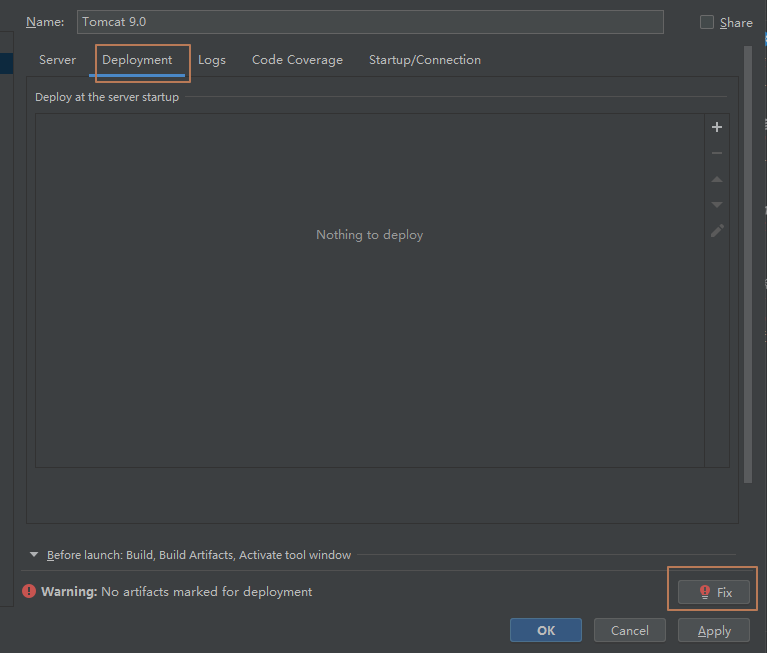 Name: Tomcat 9.0 Share
Server Deployment Logs Code Coverage Startup/Connection
Deploy at the server startup
Nothing to deploy
Before launch: Build, Build Artifacts, Activate tool window
Warning: No artifacts marked for deployment Fix
OK Cancel Apply